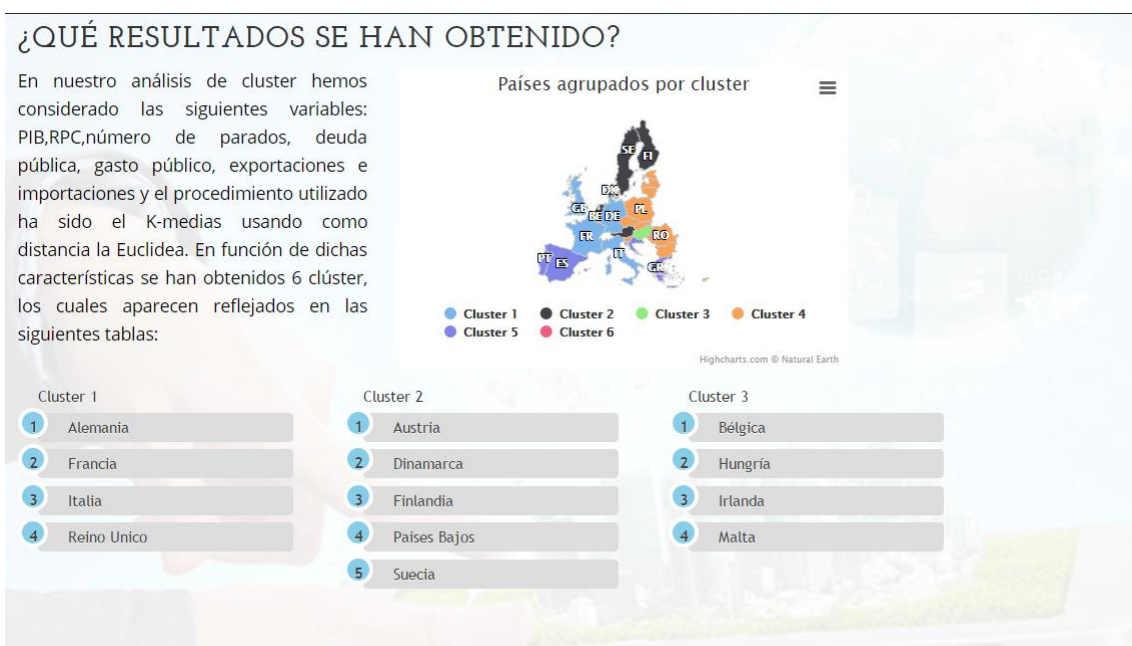 ¿QUÉ RESULTADOS SE HAN OBTENIDO?
En nuestro análisis de cluster hemos
considerado las siguientes variables:
PIB,RPC,número de parados, deuda
pública, gasto público, exportaciones e
importaciones y el procedimiento utilizado
ha sido el K-medias usando como
distancia la Euclidea. En función de dichas
características se han obtenidos 6 clúster,
los cuales aparecen reflejados en las
siguientes tablas:
Países agrupados por cluster
SE
FI
DK
GB
BE
DE
PL
FR
RO
IT
PT
ES
GR
Cluster 1
Cluster 2
Cluster 3
Cluster 4
Cluster 5
Cluster 6
Highcharts.com © Natural Earth
Cluster 1
1 Alemania
2 Francia
3 Italia
4 Reino Unico
Cluster 2
1 Austria
2 Dinamarca
3 Finlandia
4 Paises Bajos
5 Suecia
Cluster 3
1 Bélgica
2 Hungría
3 Irlanda
4 Malta